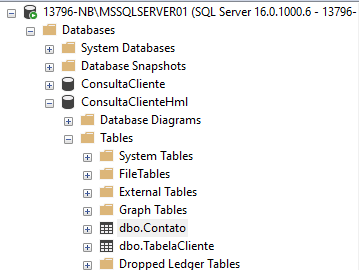 13796-NB\MSSQLSERVER01 (SQL Server 16.0.1000.6 - 13796-
Databases
System Databases
Database Snapshots
ConsultaCliente
ConsultaClienteHml
Database Diagrams
Tables
System Tables
FileTables
External Tables
Graph Tables
dbo.Contato
dbo.TabelaCliente
Dropped Ledger Tables